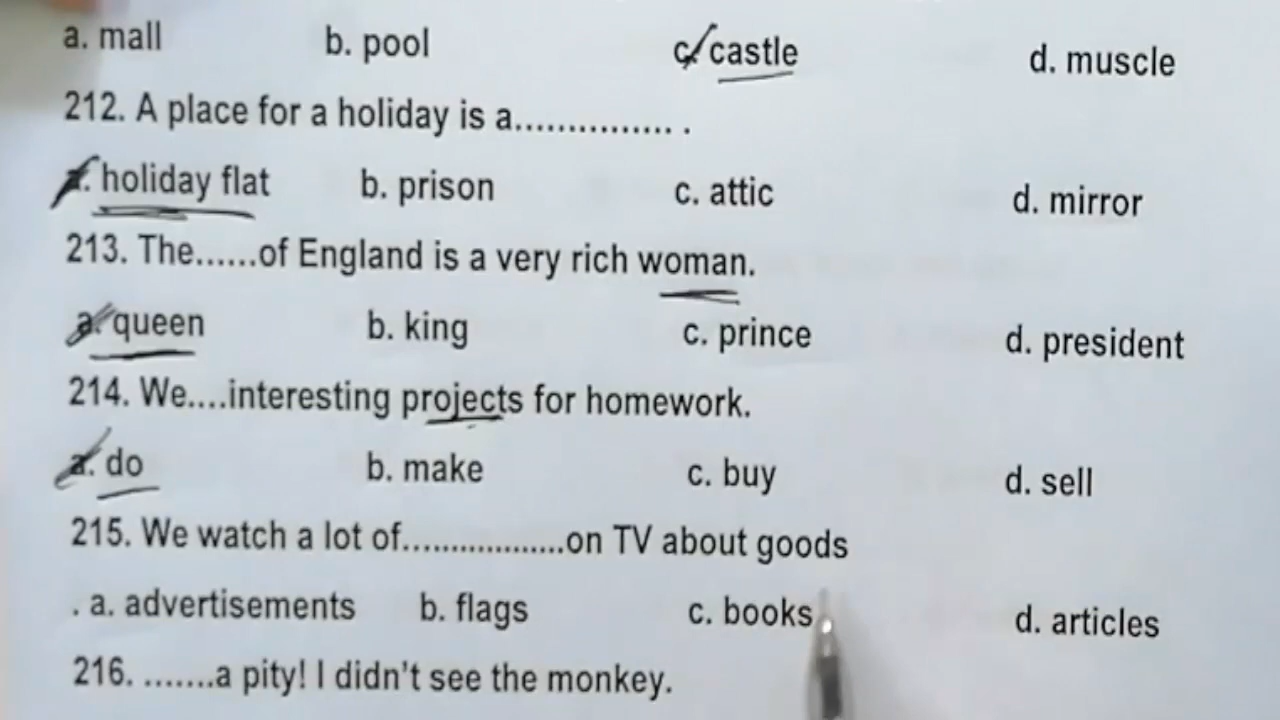 a. mall b. pool c. castle d. muscle
212. A place for a holiday is a............... .
a. holiday flat b. prison c. attic d. mirror
213. The......of England is a very rich woman.
a. queen b. king c. prince d. president
214. We....interesting projects for homework.
a. do b. make c. buy d. sell
215. We watch a lot of.................on TV about goods
. a. advertisements b. flags c. books d. articles
216. .......a pity! I didn't see the monkey.